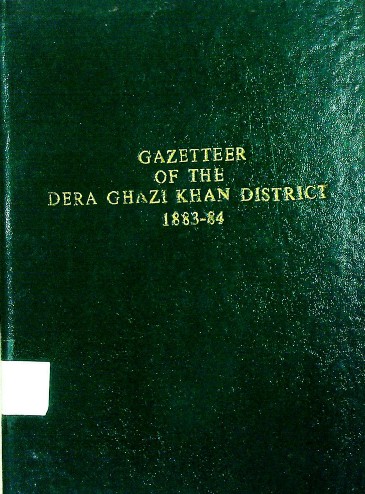 GAZETTEER
OF THE
DERA GHAZI KHAN DISTRICT
1883-84